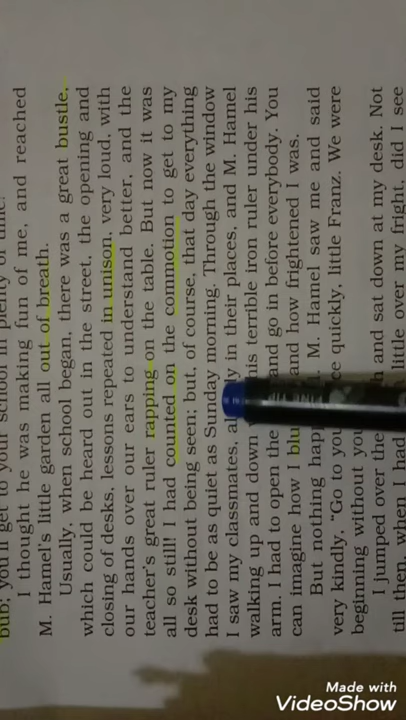 bub; you'll get to your school in plenty of time!
I thought he was making fun of me, and reached
M. Hamel's little garden all out of breath.
Usually, when school began, there was a great bustle,
which could be heard out in the street, the opening and
closing of desks, lessons repeated in unison, very loud, with
our hands over our ears to understand better, and the
teacher's great ruler rapping on the table. But now it was
all so still! I had counted on the commotion to get to my
desk without being seen; but, of course, that day everything
had to be as quiet as Sunday morning. Through the window
I saw my classmates, in their places, and M. Hamel
walking up and down terrible iron ruler under his
arm. I had to open the and go in before everybody. You
can imagine how I and how frightened I was.
But nothing M. Hamel saw me and said
very kindly, "Go to quickly, little Franz. We were
beginning without
I jumped over the and sat down at my desk. Not
till then, when I had little over my fright, did I see
Made with
VideoShow